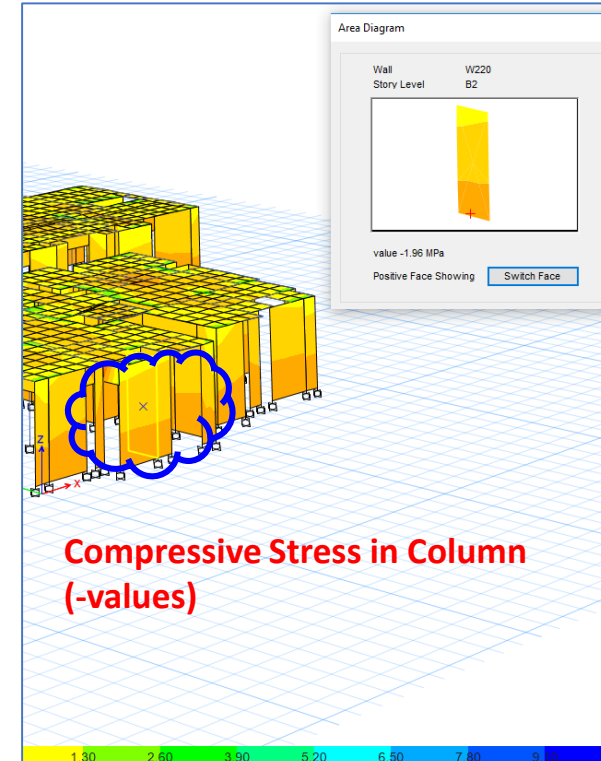 Area Diagram
Wall W220
Story Level B2
value -1.96 MPa
Positive Face Showing Switch Face
Z
X
Compressive Stress in Column
(-values)
1.30 2.60 3.90 5.20 6.50 7.80